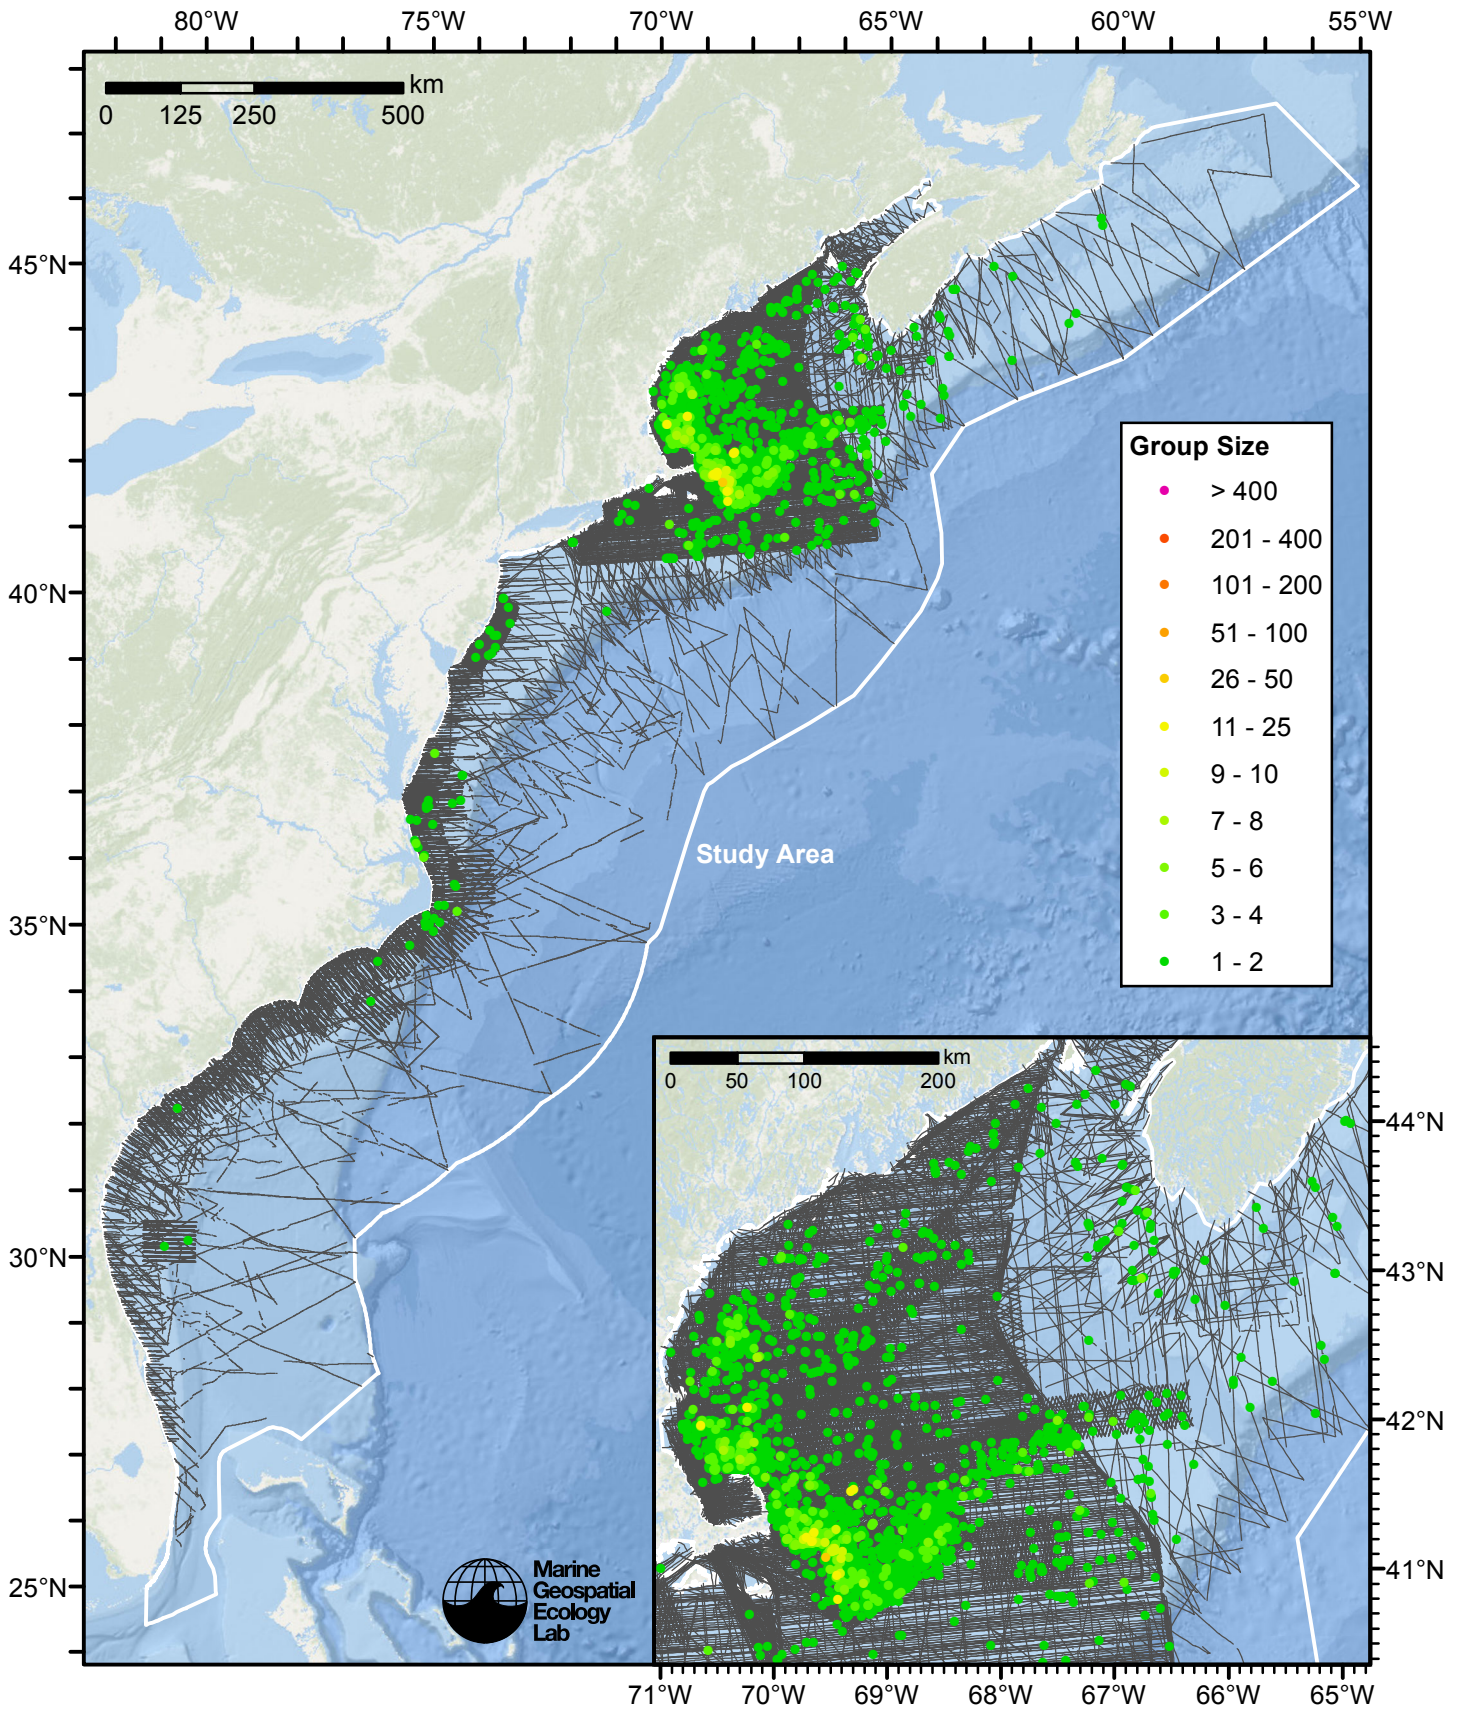 80°W 75°W 70°W 65°W 60°W 55°W
km
0 125 250 500
45°N
40°N
35°N
30°N
25°N
Group Size
> 400
201 - 400
101 - 200
51 - 100
26 - 50
11 - 25
9 - 10
7 - 8
5 - 6
3 - 4
1 - 2
Study Area
km
0 50 100 200
44°N
43°N
42°N
41°N
Marine
Geospatial
Ecology
Lab
71°W 70°W 69°W 68°W 67°W 66°W 65°W